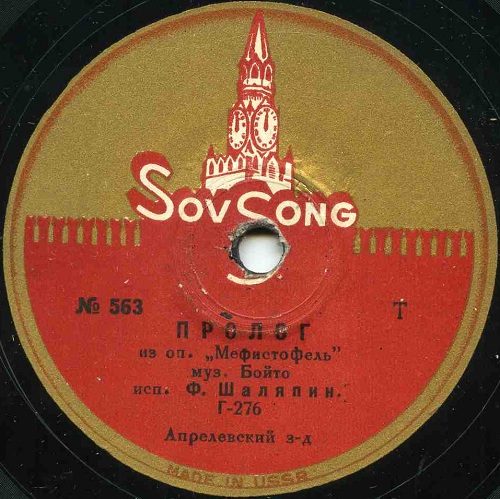 SovSong
№ 563
Т
ПРОЛОГ
из оп. „Мефистофель"
муз. Бойто
исп. Ф. Шаляпин.
Г-276
Апрелевский з-д
MADE IN USSR